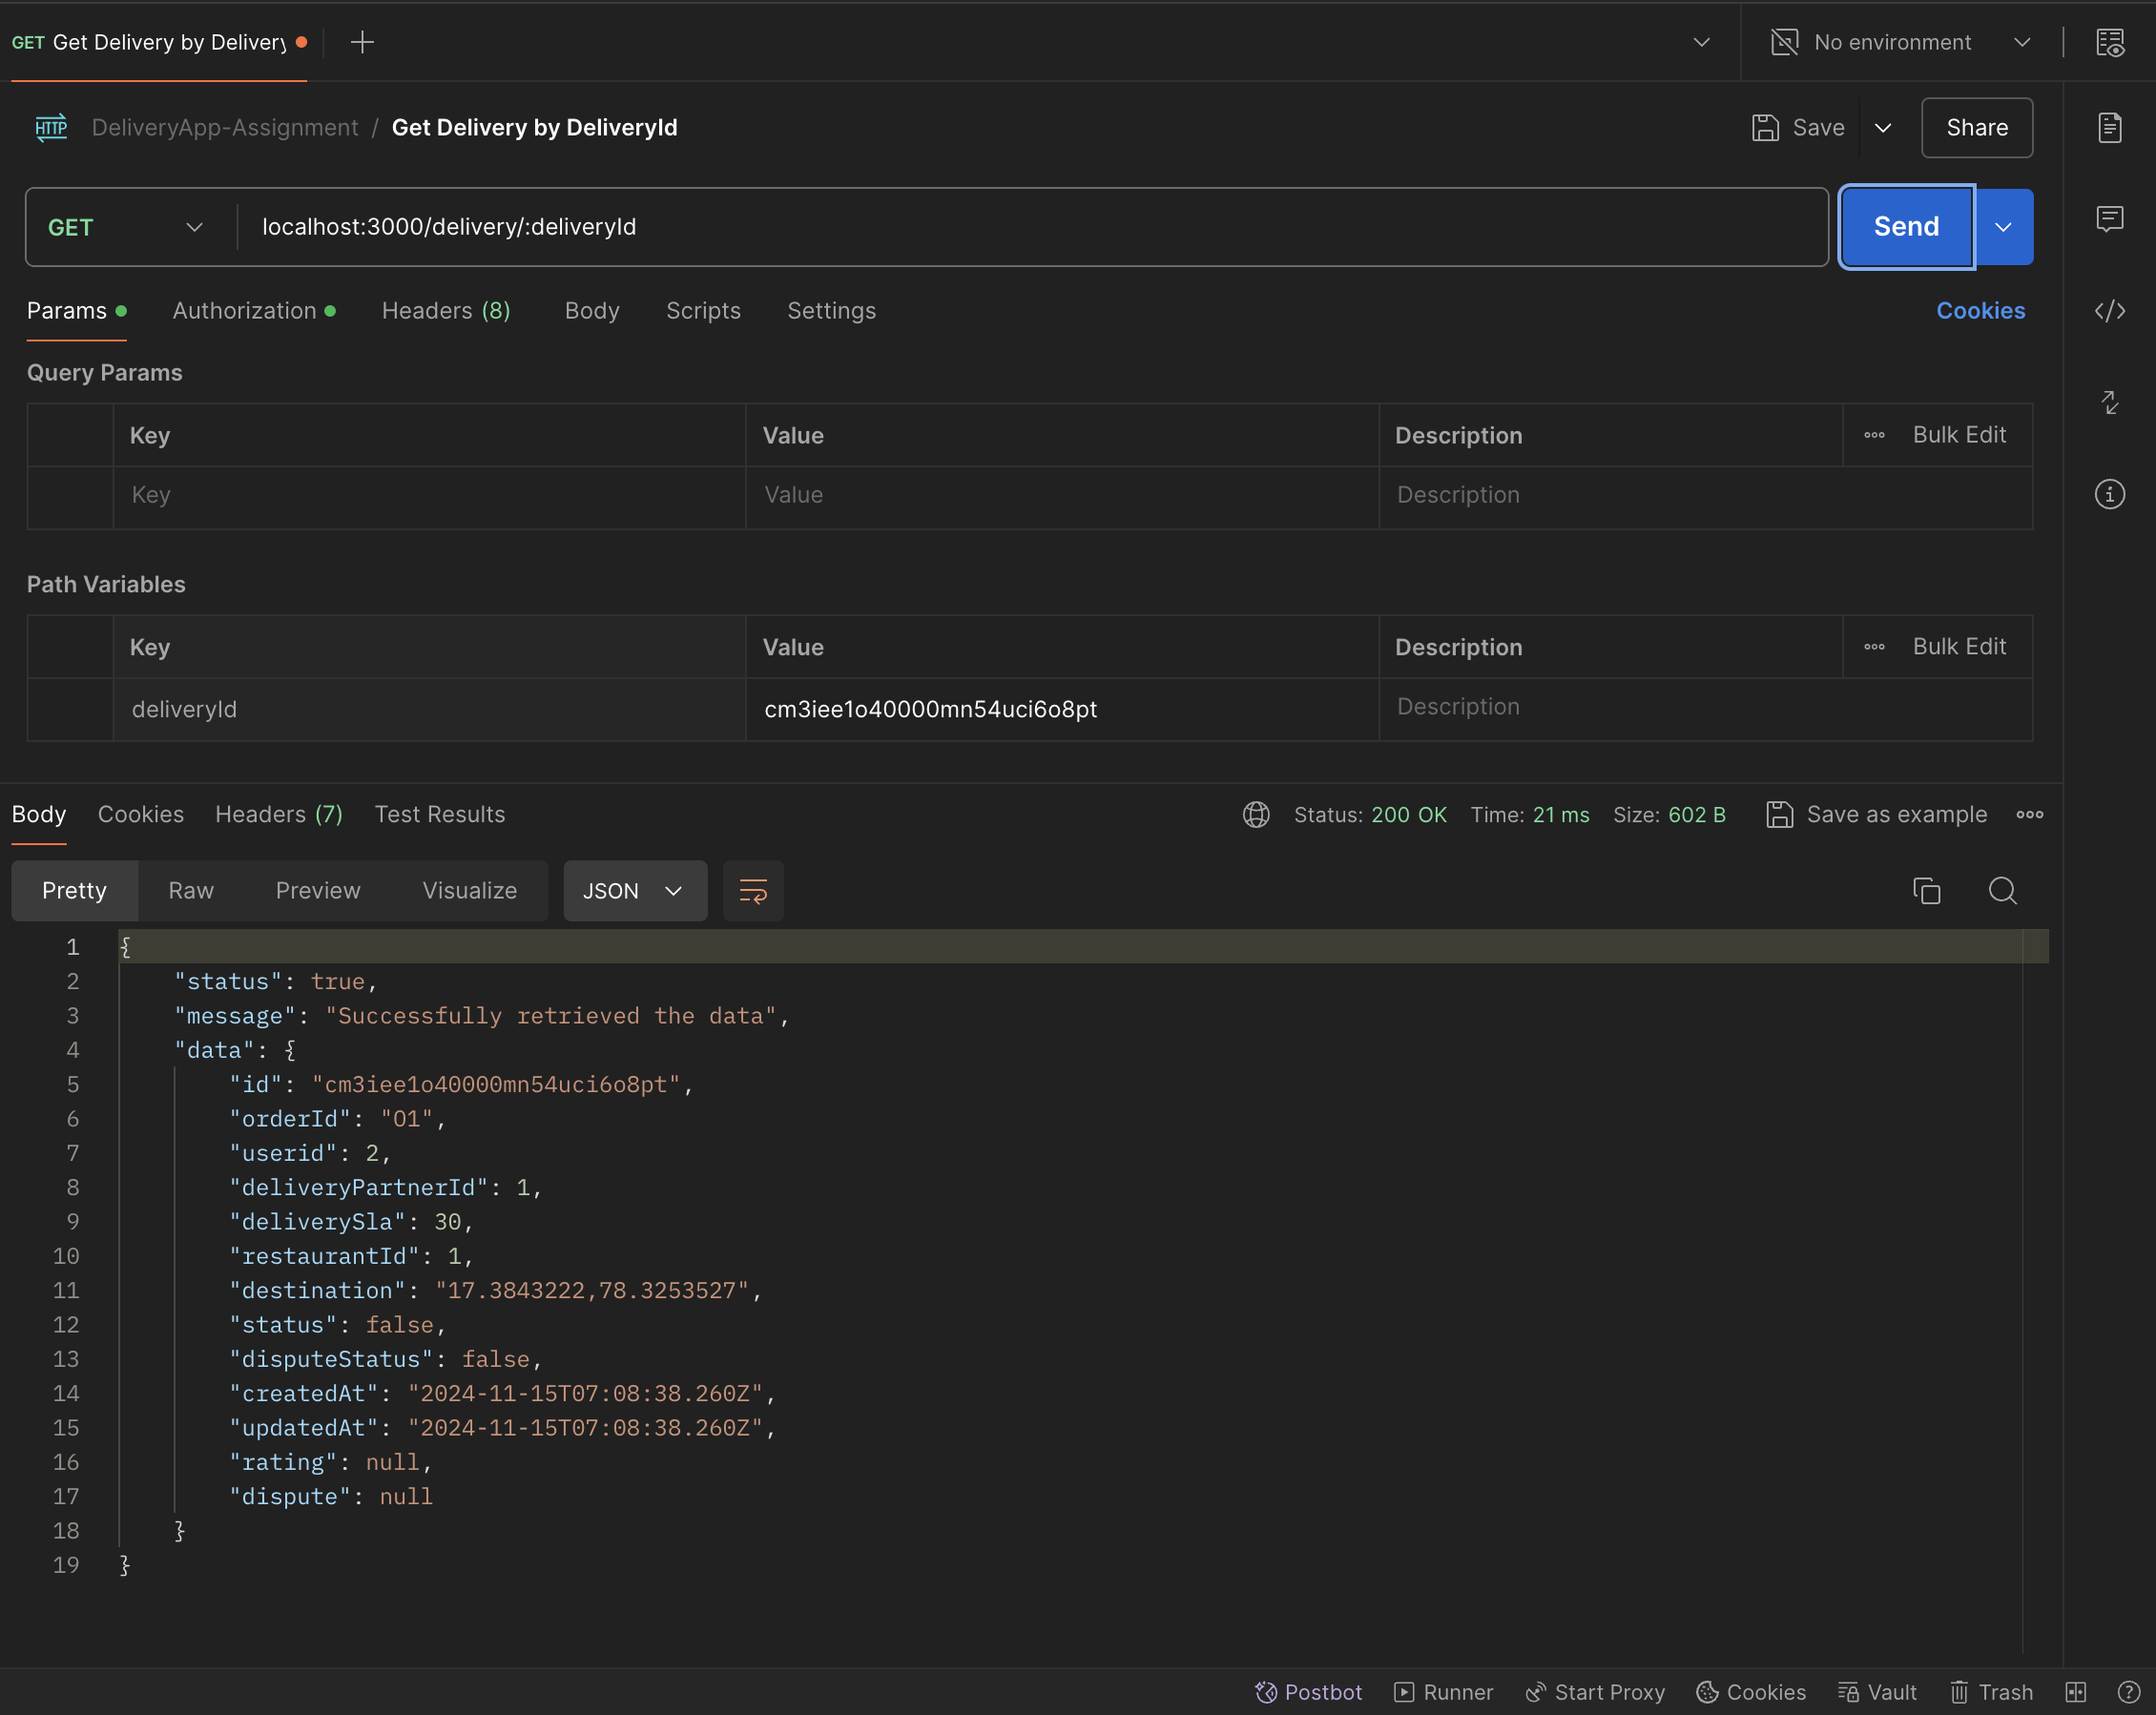 GET Get Delivery by Delivery
No environment
HTTP DeliveryApp-Assignment / Get Delivery by DeliveryId
Save
Share
GET localhost:3000/delivery/:deliveryId
Send
Params Authorization Headers (8) Body Scripts Settings
Cookies
Query Params
Key Value Description Bulk Edit
Key Value Description
Path Variables
Key Value Description Bulk Edit
deliveryId cm3iee1o40000mn54uci6o8pt Description
Body Cookies Headers (7) Test Results
Status: 200 OK Time: 21 ms Size: 602 B Save as example
Pretty Raw Preview Visualize JSON
1 {
2 "status": true,
3 "message": "Successfully retrieved the data",
4 "data": {
5 "id": "cm3iee1o40000mn54uci6o8pt",
6 "orderId": "O1",
7 "userid": 2,
8 "deliveryPartnerId": 1,
9 "deliverySla": 30,
10 "restaurantId": 1,
11 "destination": "17.3843222,78.3253527",
12 "status": false,
13 "disputeStatus": false,
14 "createdAt": "2024-11-15T07:08:38.260Z",
15 "updatedAt": "2024-11-15T07:08:38.260Z",
16 "rating": null,
17 "dispute": null
18 }
19 }
Postbot Runner Start Proxy Cookies Vault Trash